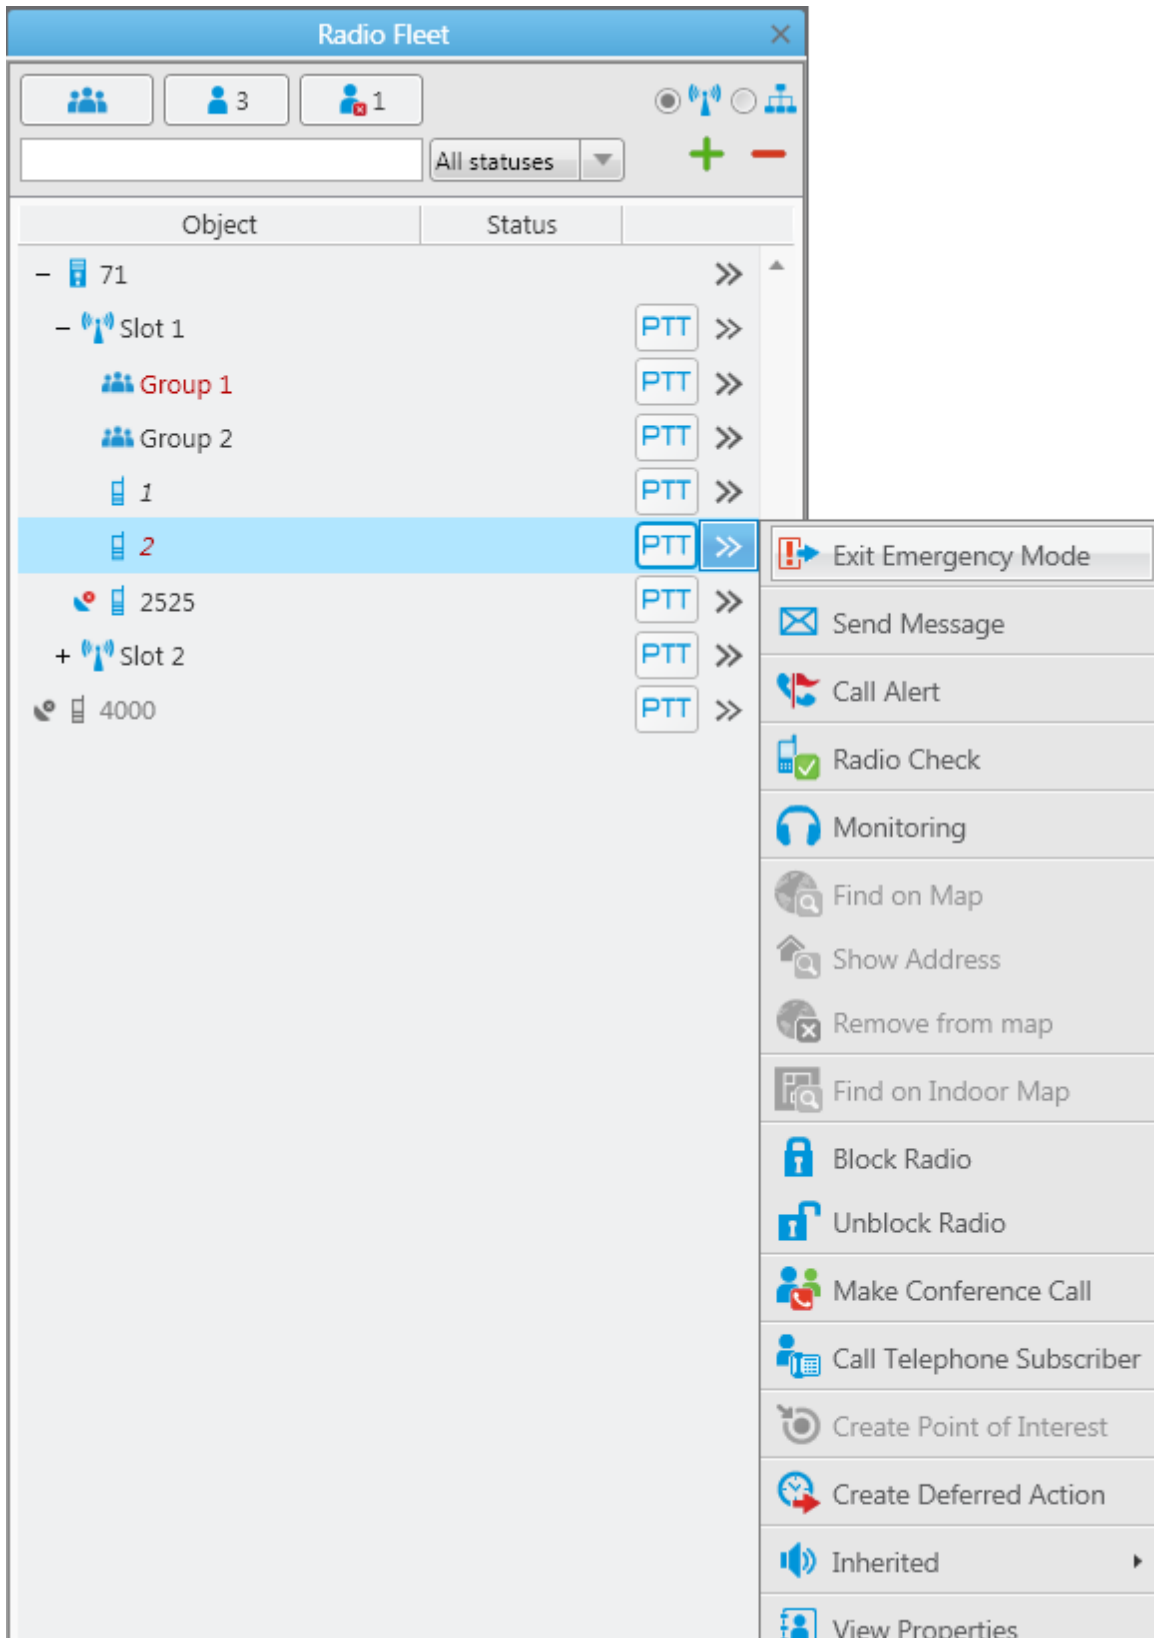 Radio Fleet
3
1
All statuses
Object Status
71
Slot 1 PTT
Group 1 PTT
Group 2 PTT
1 PTT
2 PTT
2525 PTT
Slot 2 PTT
4000 PTT
Exit Emergency Mode
Send Message
Call Alert
Radio Check
Monitoring
Find on Map
Show Address
Remove from map
Find on Indoor Map
Block Radio
Unblock Radio
Make Conference Call
Call Telephone Subscriber
Create Point of Interest
Create Deferred Action
Inherited
View Properties